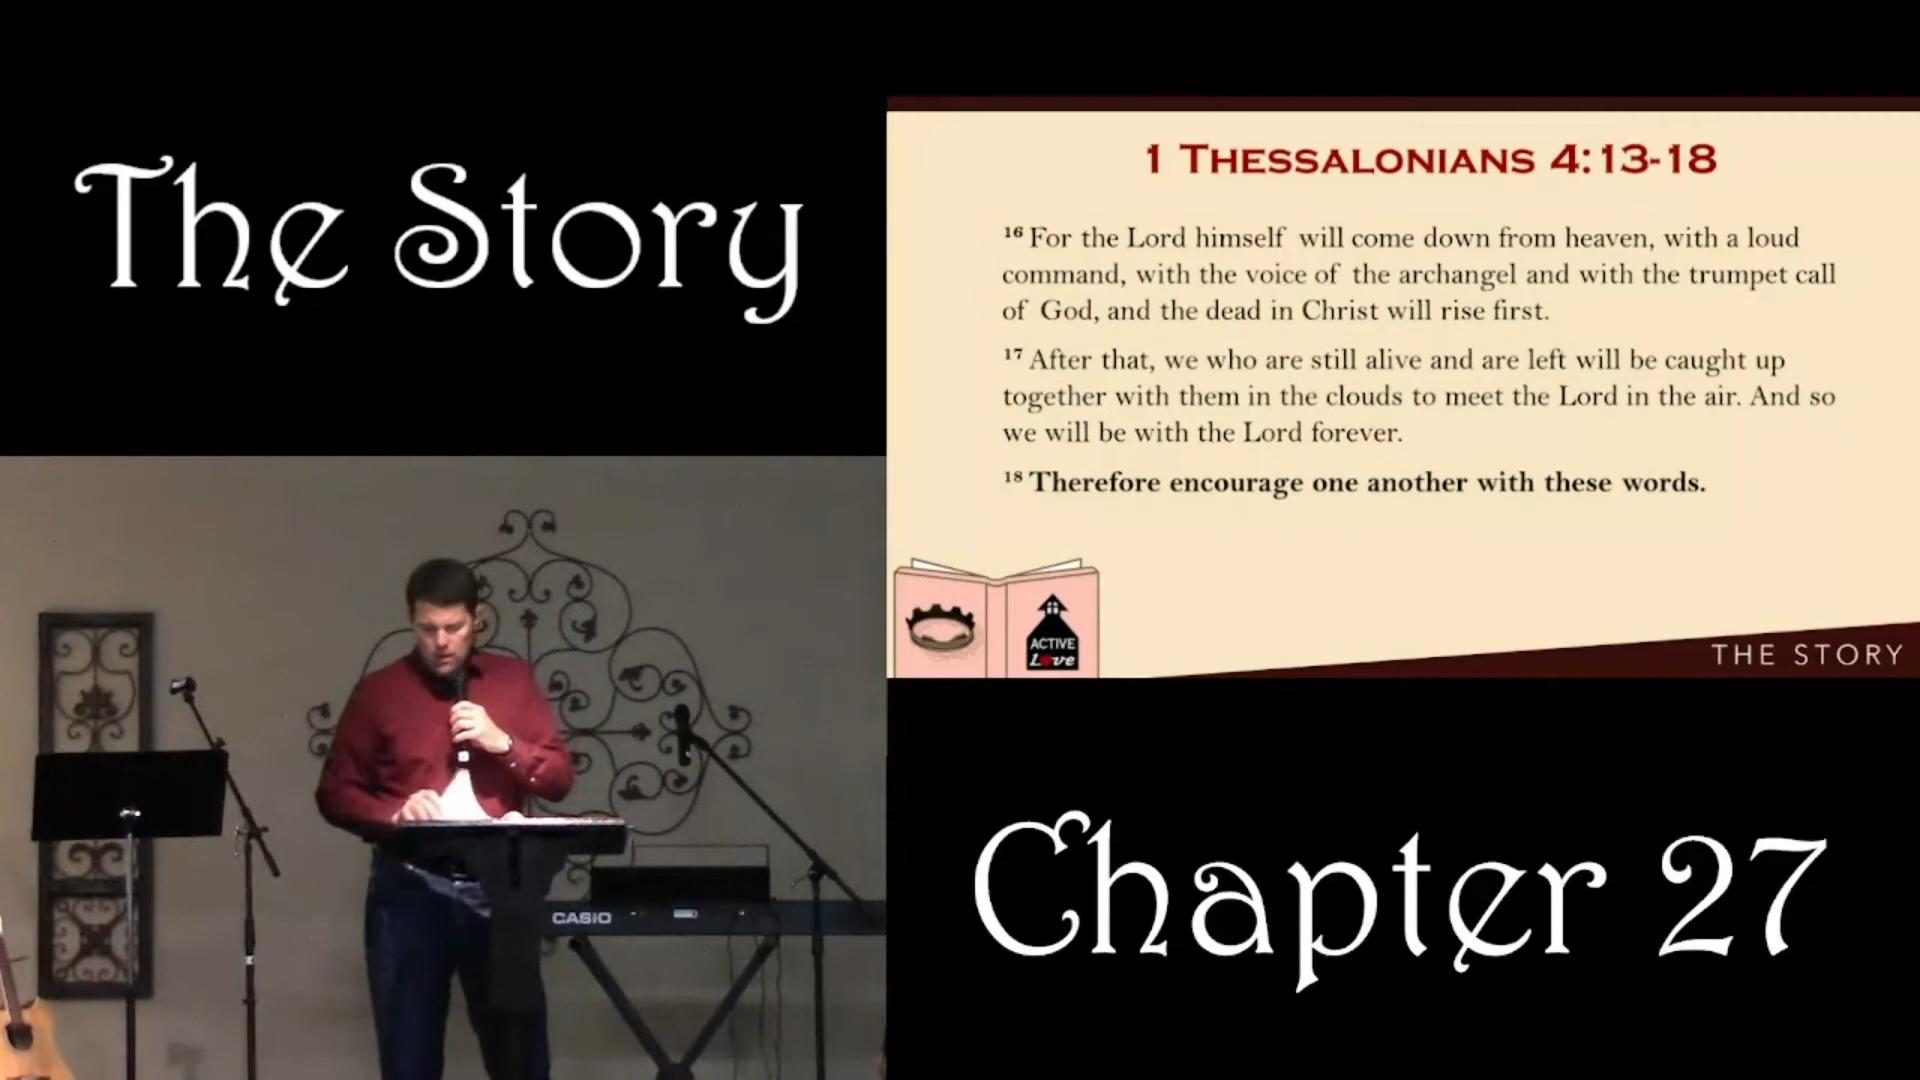 The Story
1 THESSALONIANS 4:13-18
16 For the Lord himself will come down from heaven, with a loud
command, with the voice of the archangel and with the trumpet call
of God, and the dead in Christ will rise first.
17 After that, we who are still alive and are left will be caught up
together with them in the clouds to meet the Lord in the air. And so
we will be with the Lord forever.
18 Therefore encourage one another with these words.
ACTIVE
Love
THE STORY
CASIO
Chapter 27